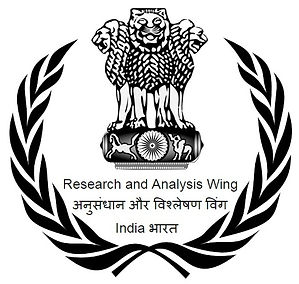 Research and Analysis Wing
अनुसंधान और विश्लेषण विंग
India भारत